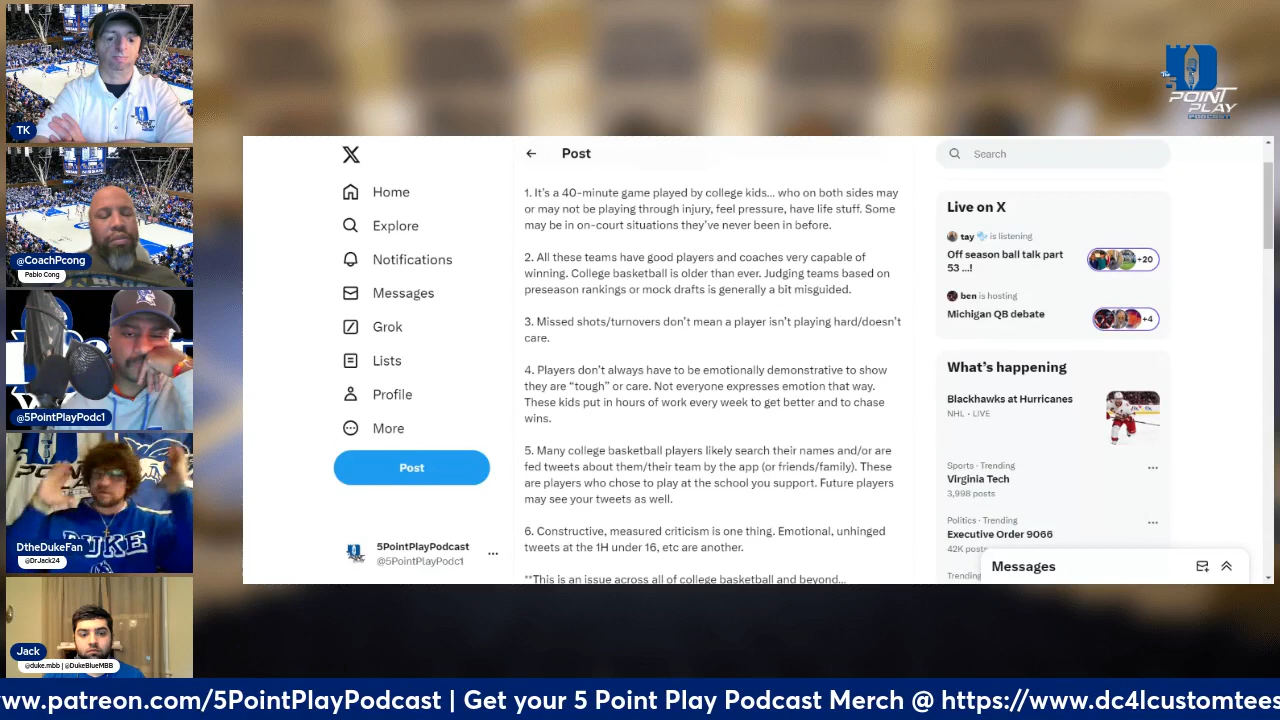 TK
@CoachPcong
Pablo Cong
@5PointPlayPodc1
DUKE
DtheDukeFan
@DrJack24
Jack
@duke.mbb | @DukeBlueMBB
The
5
POINT
PLAY
PODCAST
X
Home
Explore
Notifications
Messages
Grok
Lists
Profile
More
Post
5PointPlayPodcast
@5PointPlayPodc1
Post
1. It's a 40-minute game played by college kids... who on both sides may
or may not be playing through injury, feel pressure, have life stuff. Some
may be in on-court situations they've never been in before.
2. All these teams have good players and coaches very capable of
winning. College basketball is older than ever. Judging teams based on
preseason rankings or mock drafts is generally a bit misguided.
3. Missed shots/turnovers don't mean a player isn't playing hard/doesn't
care.
4. Players don't always have to be emotionally demonstrative to show
they are “tough” or care. Not everyone expresses emotion that way.
These kids put in hours of work every week to get better and to chase
wins.
5. Many college basketball players likely search their names and/or are
fed tweets about them/their team by the app (or friends/family). These
are players who chose to play at the school you support. Future players
may see your tweets as well.
6. Constructive, measured criticism is one thing. Emotional, unhinged
tweets at the 1H under 16, etc are another.
**This is an issue across all of college basketball and beyond...
Search
Live on X
tay is listening
Off season ball talk part
53 ...!
+20
ben is hosting
Michigan QB debate
+4
What's happening
Blackhawks at Hurricanes
NHL · LIVE
Sports · Trending
Virginia Tech
3,998 posts
Politics · Trending
Executive Order 9066
42K posts
Trending
Messages
www.patreon.com/5PointPlayPodcast | Get your 5 Point Play Podcast Merch @ https://www.dc4lcustomtees